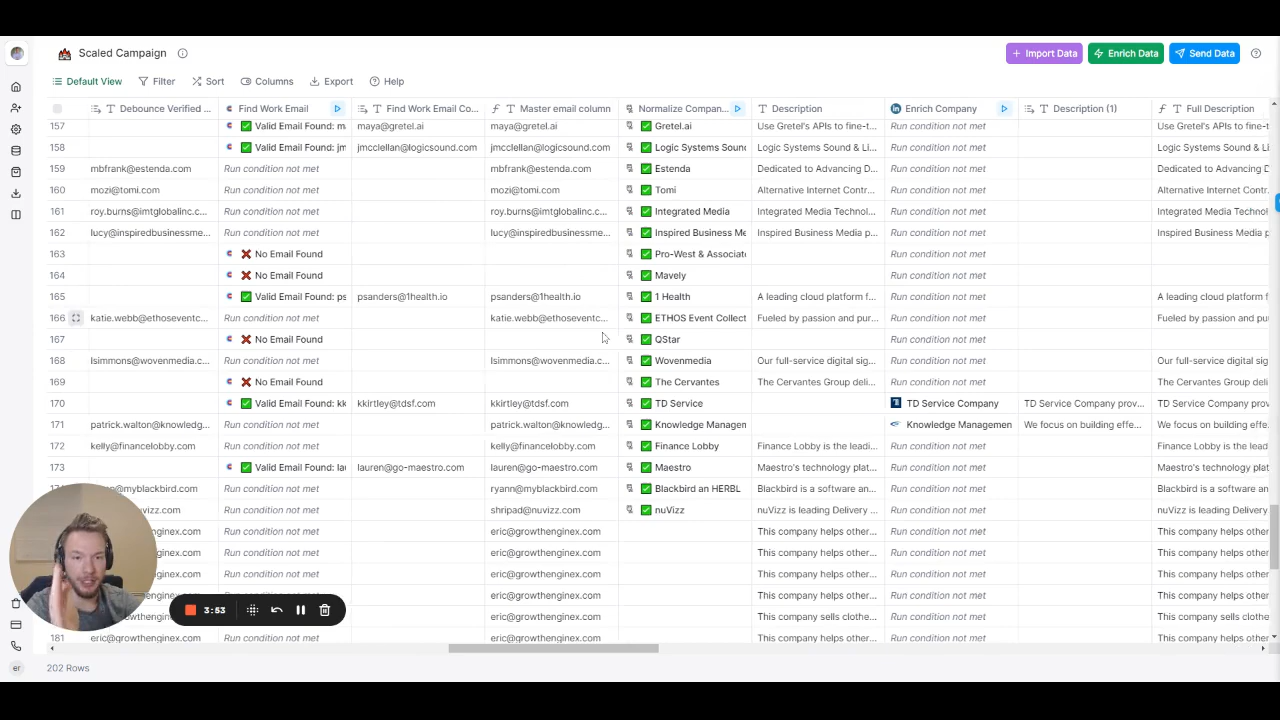 Scaled Campaign
Import Data Enrich Data Send Data
Default View Filter Sort Columns Export Help
Debounce Verified ... Find Work Email Find Work Email Co... Master email column Normalize Compan... Description Enrich Company Description (1) Full Description
157 Valid Email Found: ma maya@gretel.ai maya@gretel.ai Gretel.ai Use Gretel's APIs to fine-t... Run condition not met Use Gretel's APIs to fine-t
158 Valid Email Found: jm jmcclellan@logicsound.com jmcclellan@logicsound.com Logic Systems Sound Logic Systems Sound & Li... Run condition not met Logic Systems Sound & Li
159 mbfrank@estenda.com Run condition not met mbfrank@estenda.com Estenda Dedicated to Advancing D... Run condition not met Dedicated to Advancing D
160 mozi@tomi.com Run condition not met mozi@tomi.com Tomi Alternative Internet Contr... Run condition not met Alternative Internet Contr
161 roy.burns@imtglobalinc.c... Run condition not met roy.burns@imtglobalinc.c... Integrated Media Integrated Media Technol... Run condition not met Integrated Media Technol
162 lucy@inspiredbusinessme... Run condition not met lucy@inspiredbusinessme... Inspired Business Me Inspired Business Media p... Run condition not met Inspired Business Media p
163 No Email Found Pro-West & Associate Run condition not met
164 No Email Found Mavely Run condition not met
165 Valid Email Found: ps psanders@1health.io psanders@1health.io 1 Health A leading cloud platform f... Run condition not met A leading cloud platform f
166 katie.webb@ethoseventc... Run condition not met katie.webb@ethoseventc... ETHOS Event Collect Fueled by passion and pur... Run condition not met Fueled by passion and pur
167 No Email Found QStar Run condition not met
168 lsimmons@wovenmedia.c... Run condition not met lsimmons@wovenmedia.c... Wovenmedia Our full-service digital sig... Run condition not met Our full-service digital sig
169 No Email Found The Cervantes The Cervantes Group deli... Run condition not met The Cervantes Group deli
170 Valid Email Found: kk kkirtley@tdsf.com kkirtley@tdsf.com TD Service TD Service Company TD Service Company prov... TD Service Company prov
171 patrick.walton@knowledg... Run condition not met patrick.walton@knowledg... Knowledge Managem Knowledge Managemen We focus on building effe... We focus on building effe
172 kelly@financelobby.com Run condition not met kelly@financelobby.com Finance Lobby Finance Lobby is the leadi... Run condition not met Finance Lobby is the leadi
173 Valid Email Found: lau lauren@go-maestro.com lauren@go-maestro.com Maestro Maestro's technology plat... Run condition not met Maestro's technology plat
@myblackbird.com Run condition not met ryann@myblackbird.com Blackbird an HERBL Blackbird is a software an... Run condition not met Blackbird is a software an
vizz.com Run condition not met shripad@nuvizz.com nuVizz nuVizz is leading Delivery ... Run condition not met nuVizz is leading Delivery
@growthenginex.com Run condition not met eric@growthenginex.com This company helps other... Run condition not met This company helps other
growthenginex.com Run condition not met eric@growthenginex.com This company helps other... Run condition not met This company helps other
growthenginex.com Run condition not met eric@growthenginex.com This company helps other... Run condition not met This company helps other
growthenginex.com eric@growthenginex.com This company helps other... Run condition not met This company helps other
3:53
growthenginex.com eric@growthenginex.com This company sells clothe... Run condition not met This company sells clothe
181 eric@growthenginex.com Run condition not met eric@growthenginex.com This company helps other... Run condition not met This company helps other
er 202 Rows